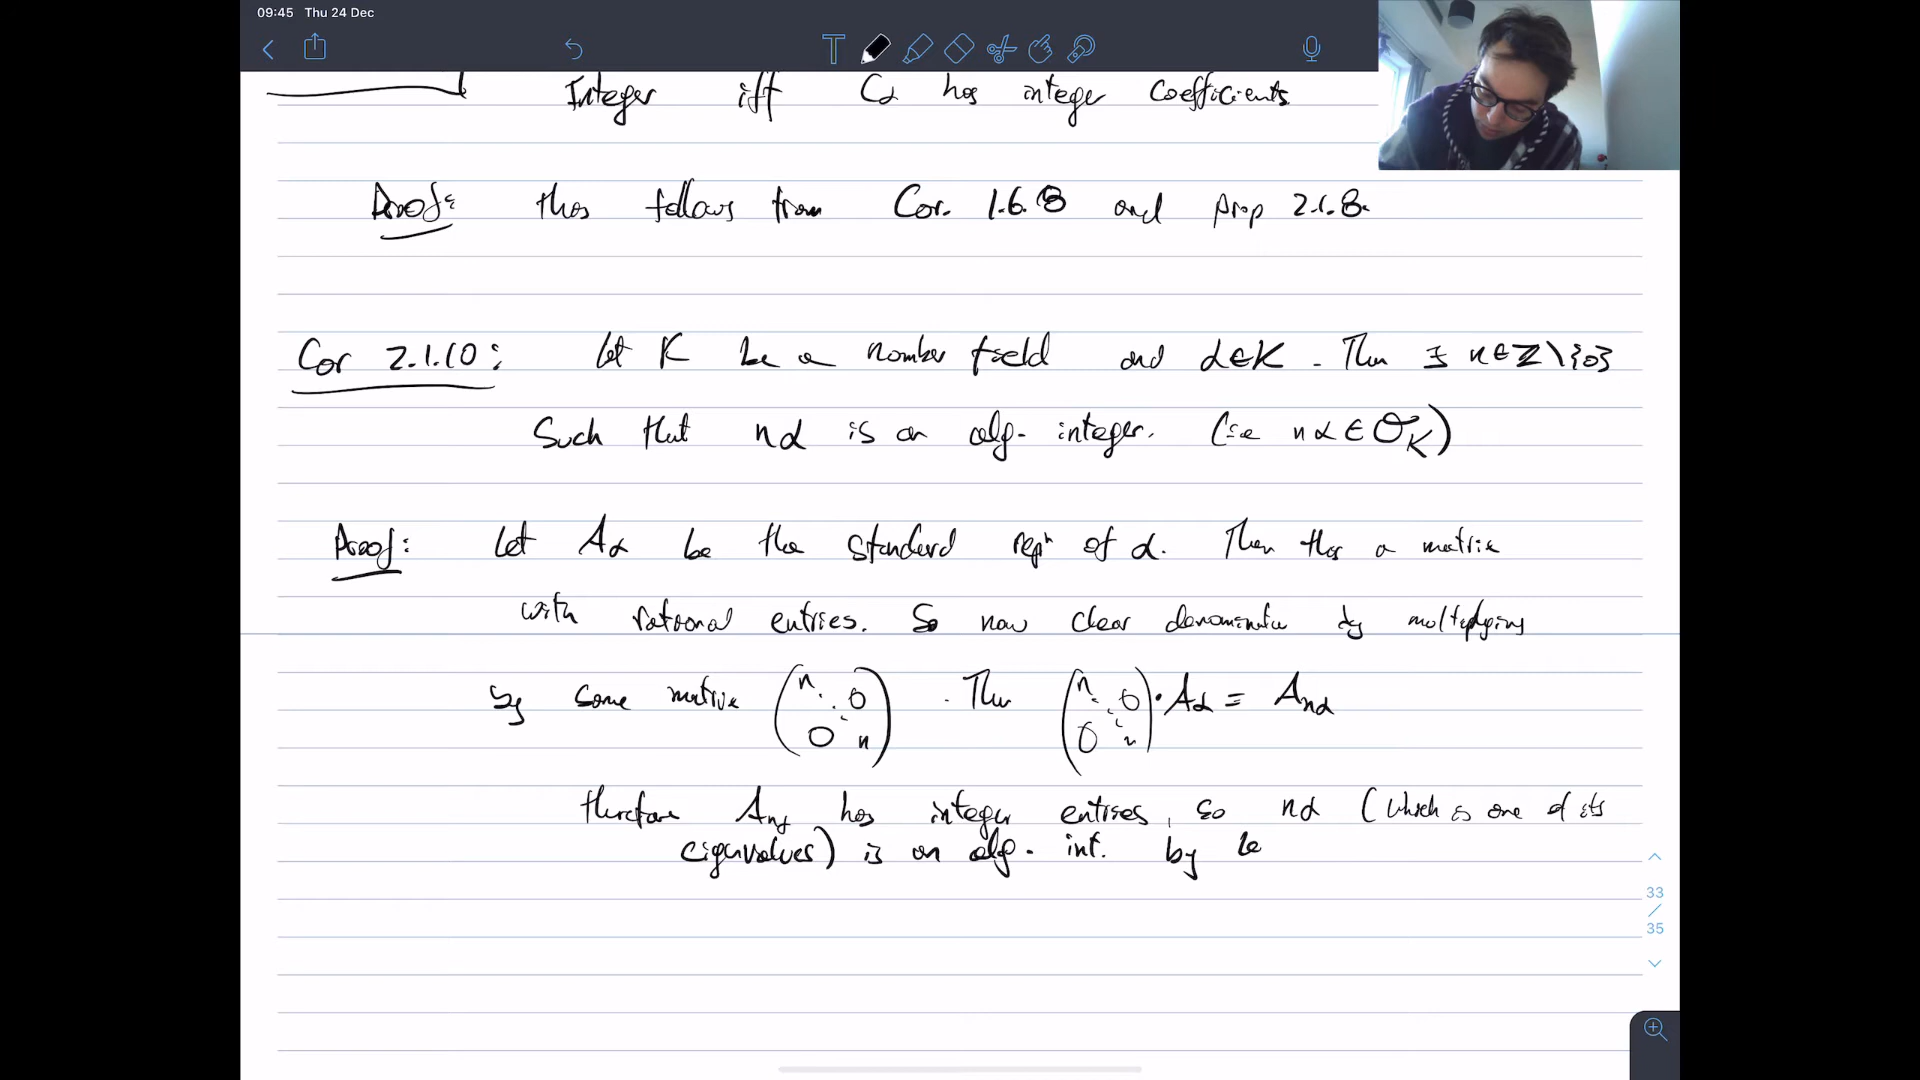 09:45 Thu 24 Dec
Integer iff Cα has integer coefficients.
Proof: this follows from Cor. 1.6.8 and prop 2.1.8.
Cor 2.1.10: let K be a number field and α∈K. Then ∃ n∈ℤ\{0}
Such that nα is an alg. integer. (ie nα∈𝒪_K)
Proof: let Aα be the standard repⁿ of α. Then this a matrix
with rational entries. So now clear denominator by multiplying
by some matrix (n ⋱ 0 0 n). Then (n ⋱ 0 0 n)·Aα = Anα
therefore Anα has integer entries, so nα (which is one of its
eigenvalues) is an alg. int. by le
33
/
35